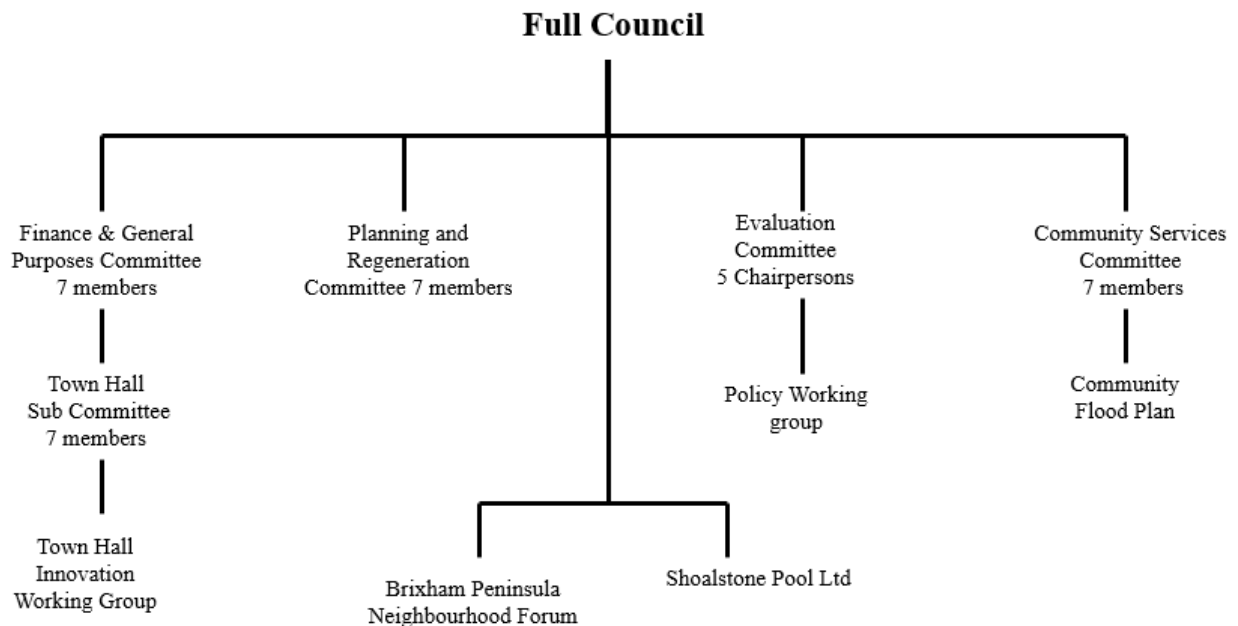 Full Council
Finance & General
Purposes Committee
7 members
Planning and
Regeneration
Committee 7 members
Evaluation
Committee
5 Chairpersons
Community Services
Committee
7 members
Town Hall
Sub Committee
7 members
Policy Working
group
Community
Flood Plan
Town Hall
Innovation
Working Group
Brixham Peninsula
Neighbourhood Forum
Shoalstone Pool Ltd